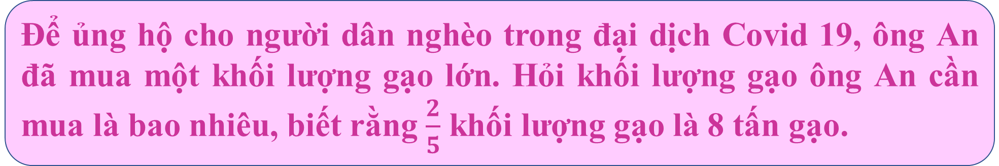 Để ủng hộ cho người dân nghèo trong đại dịch Covid 19, ông An
đã mua một khối lượng gạo lớn. Hỏi khối lượng gạo ông An cần
mua là bao nhiêu, biết rằng 2/5 khối lượng gạo là 8 tấn gạo.